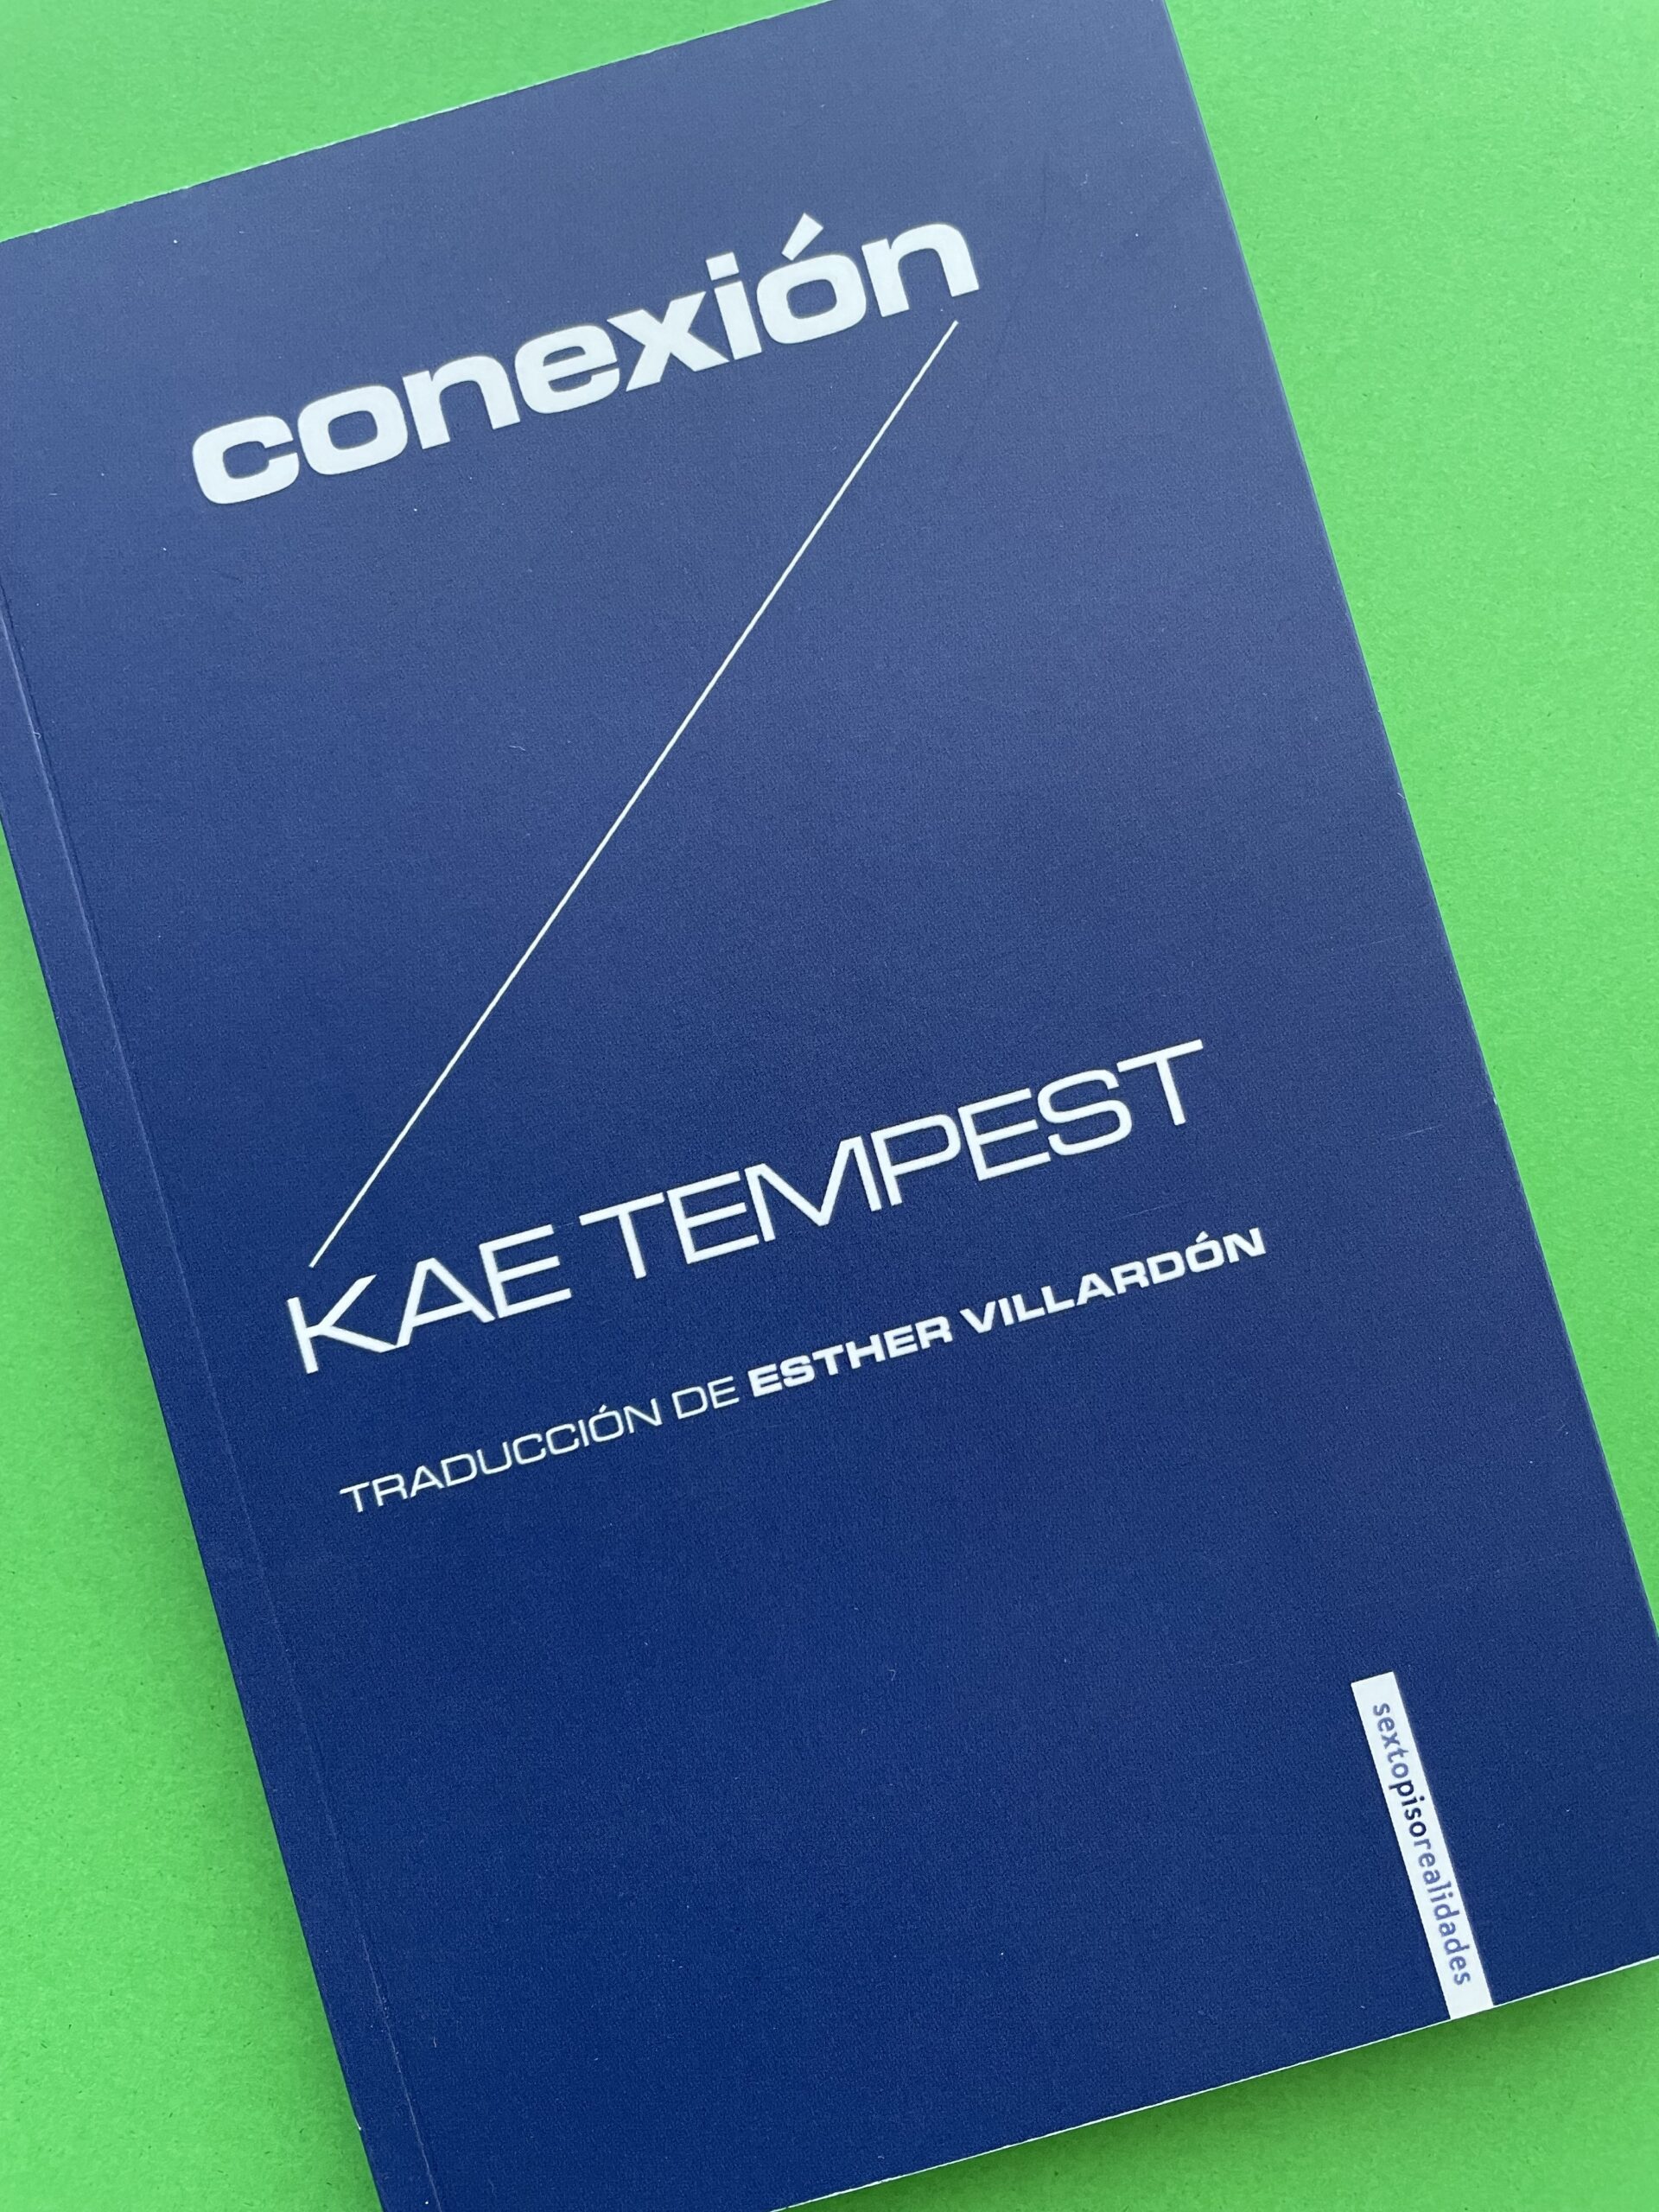 conexión
KAE TEMPEST
TRADUCCIÓN DE ESTHER VILLARDÓN
sextopisorealidades